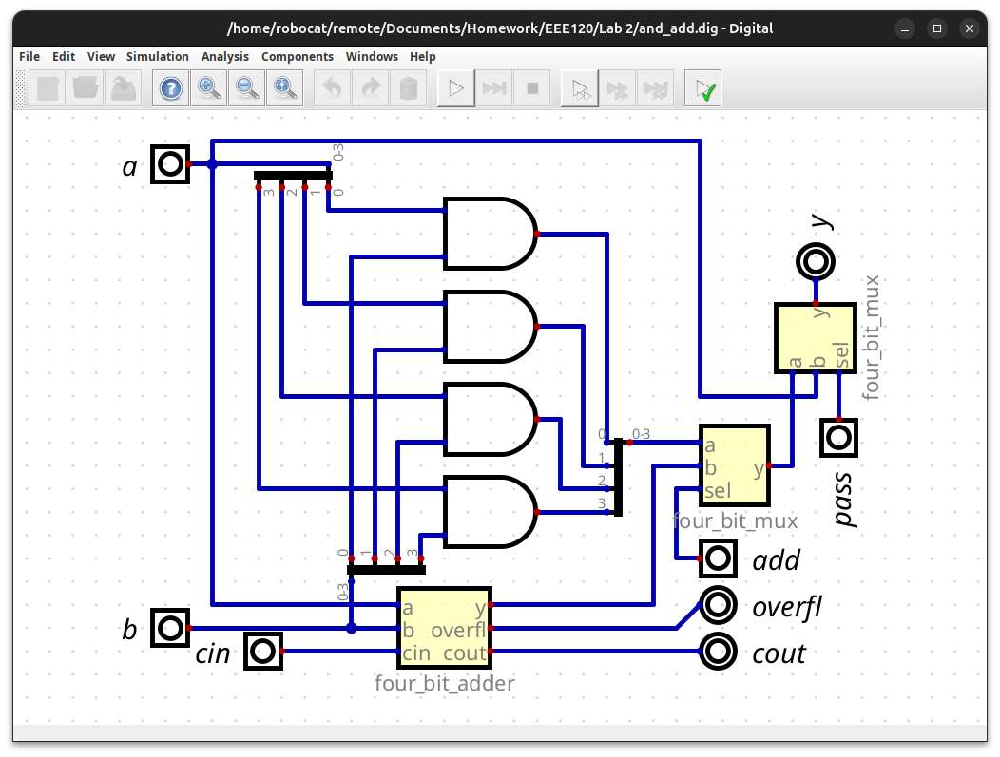 /home/robocat/remote/Documents/Homework/EEE120/Lab 2/and_add.dig - Digital
File Edit View Simulation Analysis Components Windows Help
a
0-3
3 2 1 0
y
four_bit_mux
y
a b sel
0 0-3
1
2
3
a
b y
sel
four_bit_mux
pass
add
0 1 2 3
0-3
a y
b overfl
cin cout
four_bit_adder
b
cin
overfl
cout